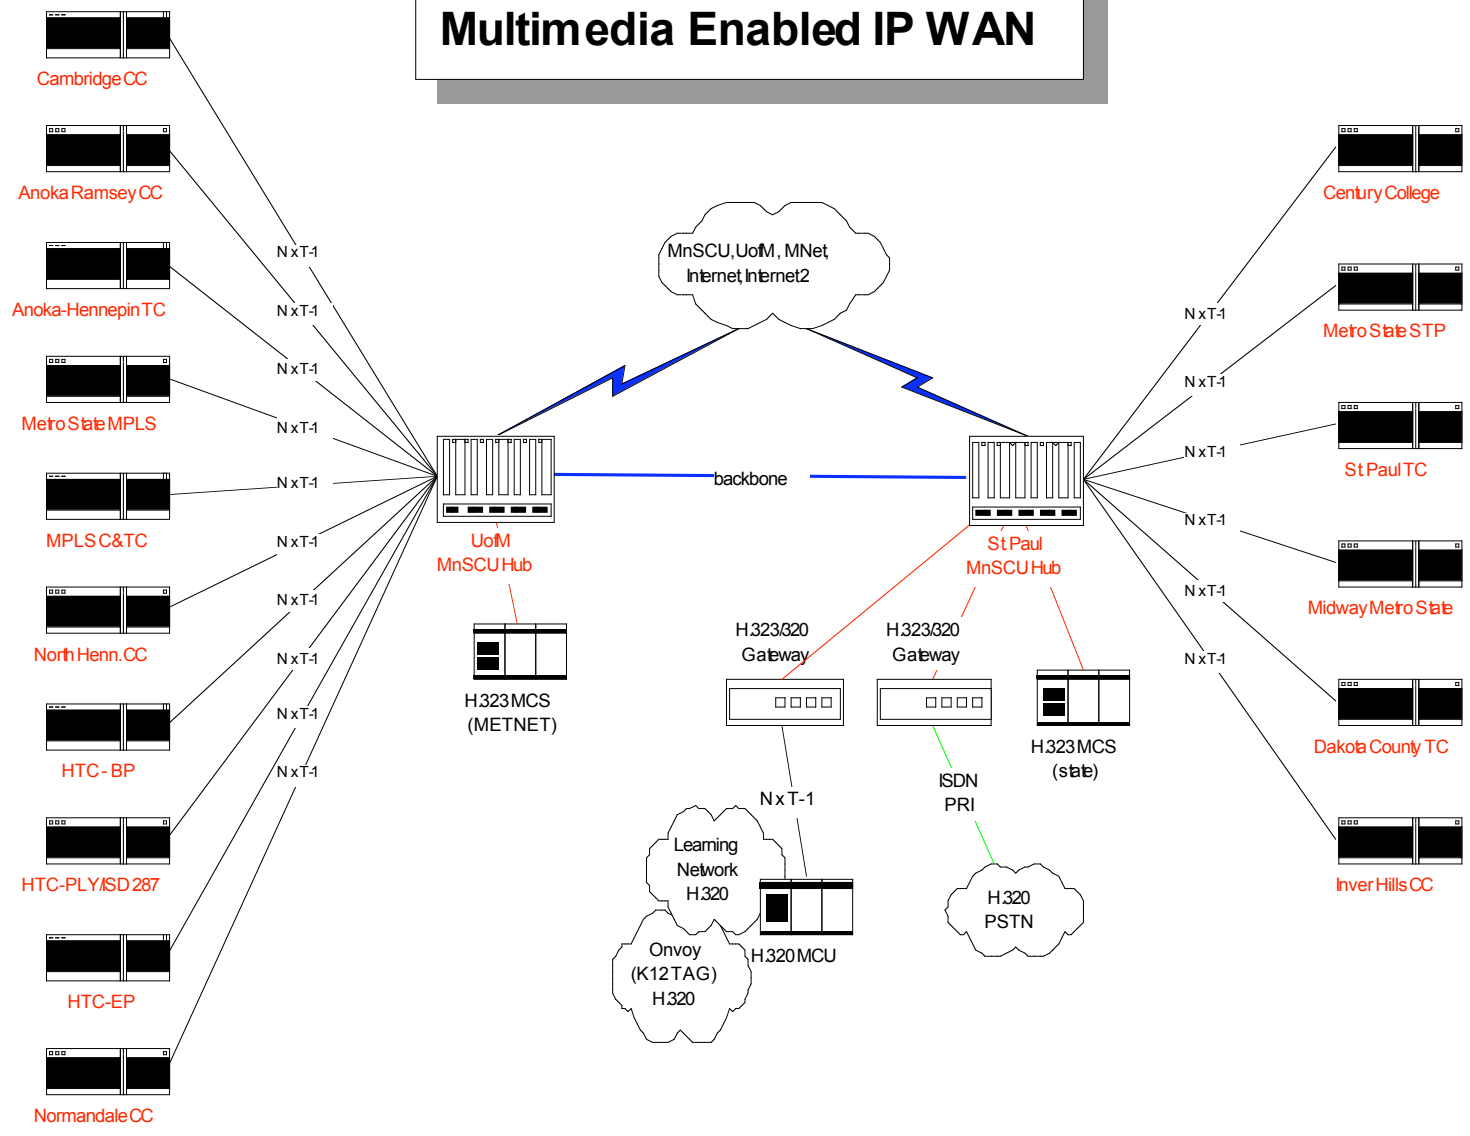 Multimedia Enabled IP WAN
Cambridge CC
Anoka Ramsey CC
Anoka-Hennepin TC
Metro State MPLS
MPLS C&TC
North Henn. CC
HTC - BP
HTC-PLY/ISD 287
HTC-EP
Normandale CC
N x T-1
N x T-1
N x T-1
N x T-1
N x T-1
N x T-1
N x T-1
N x T-1
N x T-1
N x T-1
MnSCU, UofM, MNet,
Internet, Internet2
backbone
UofM
MnSCU Hub
St. Paul
MnSCU Hub
H.323 MCS
(METNET)
H.323/320
Gateway
H.323/320
Gateway
H.323 MCS
(state)
N x T-1
ISDN
PRI
Learning
Network
H.320
Onvoy
(K12 TAG)
H.320
H.320 MCU
H.320
PSTN
N x T-1
N x T-1
N x T-1
N x T-1
N x T-1
N x T-1
Century College
Metro State STP
St. Paul TC
Midway Metro State
Dakota County TC
Inver Hills CC